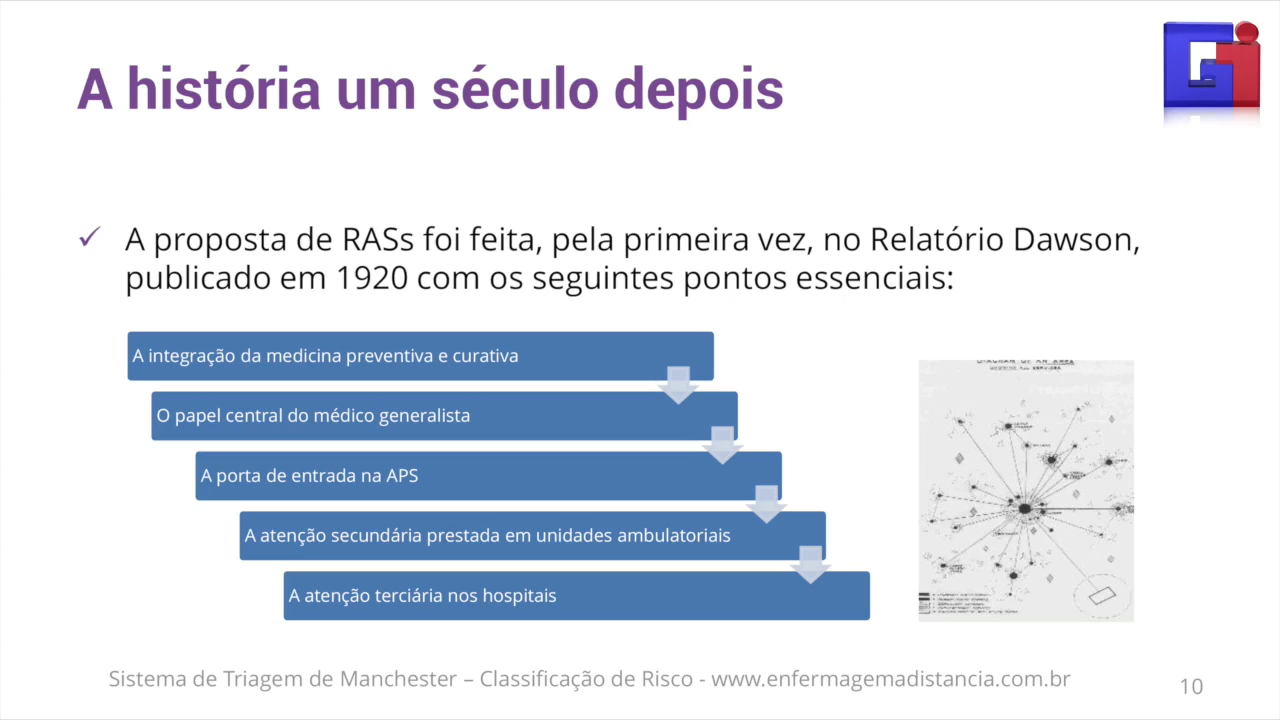 A história um século depois
✓ A proposta de RASs foi feita, pela primeira vez, no Relatório Dawson,
publicado em 1920 com os seguintes pontos essenciais:
A integração da medicina preventiva e curativa
O papel central do médico generalista
A porta de entrada na APS
A atenção secundária prestada em unidades ambulatoriais
A atenção terciária nos hospitais
Sistema de Triagem de Manchester – Classificação de Risco - www.enfermagemadistancia.com.br
10